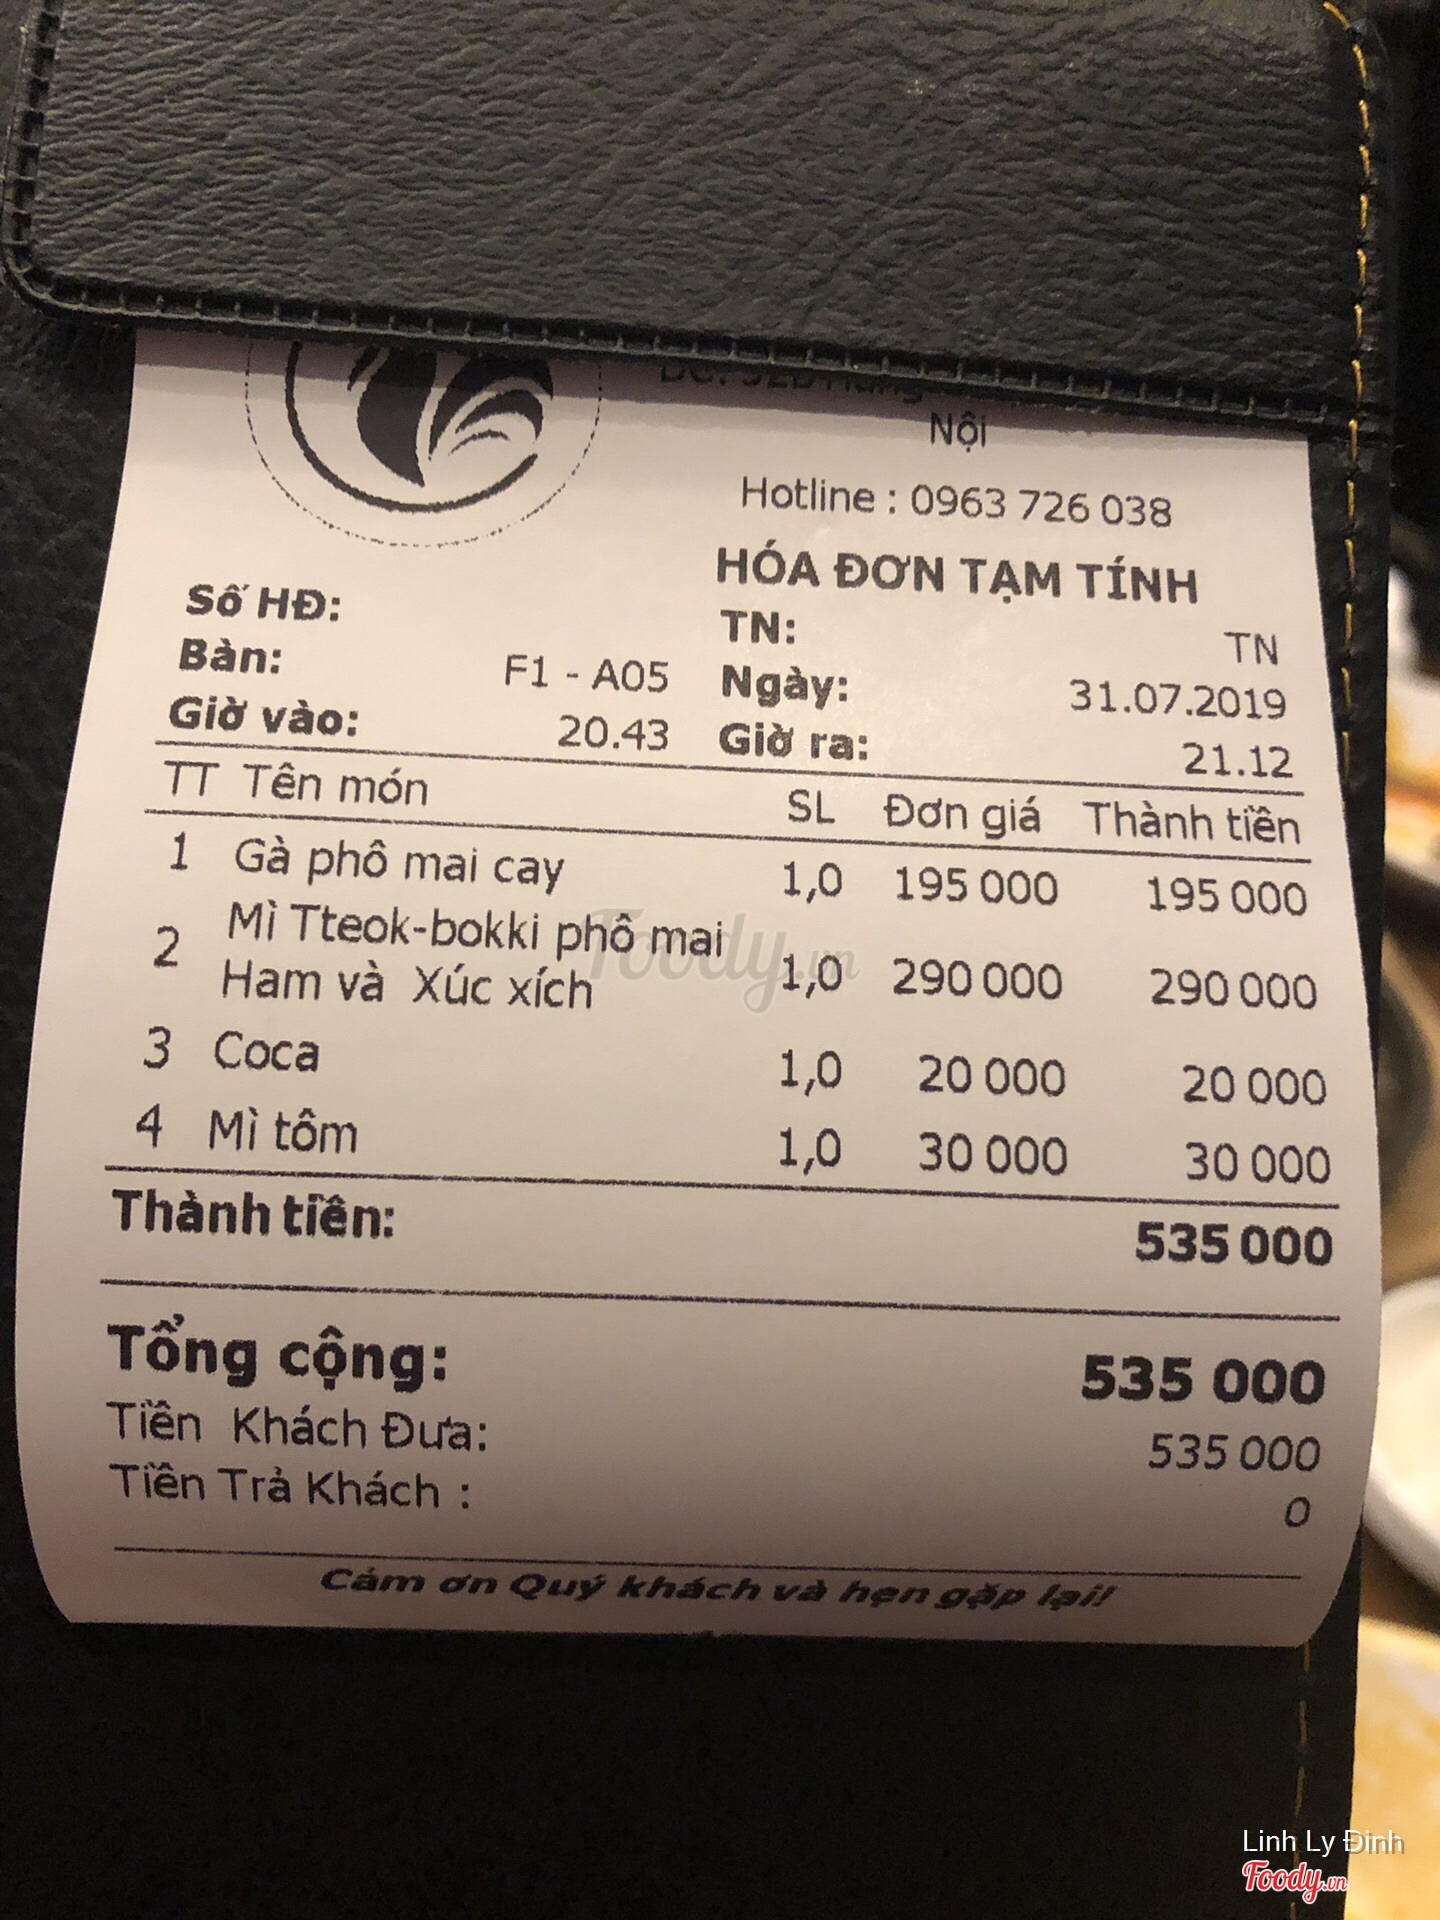 Nội
Hotline : 0963 726 038
HÓA ĐƠN TẠM TÍNH
Số HĐ:
TN: TN
Bàn: F1 - A05 Ngày: 31.07.2019
Giờ vào: 20.43 Giờ ra: 21.12
TT Tên món SL Đơn giá Thành tiền
1 Gà phô mai cay 1,0 195 000 195 000
2 Mì Tteok-bokki phô mai
Ham và Xúc xích 1,0 290 000 290 000
3 Coca 1,0 20 000 20 000
4 Mì tôm 1,0 30 000 30 000
Thành tiền: 535 000
Tổng cộng: 535 000
Tiền Khách Đưa: 535 000
Tiền Trả Khách : 0
Cảm ơn Quý khách và hẹn gặp lại!
Foody.vn
Linh Ly Đinh
Foody.vn